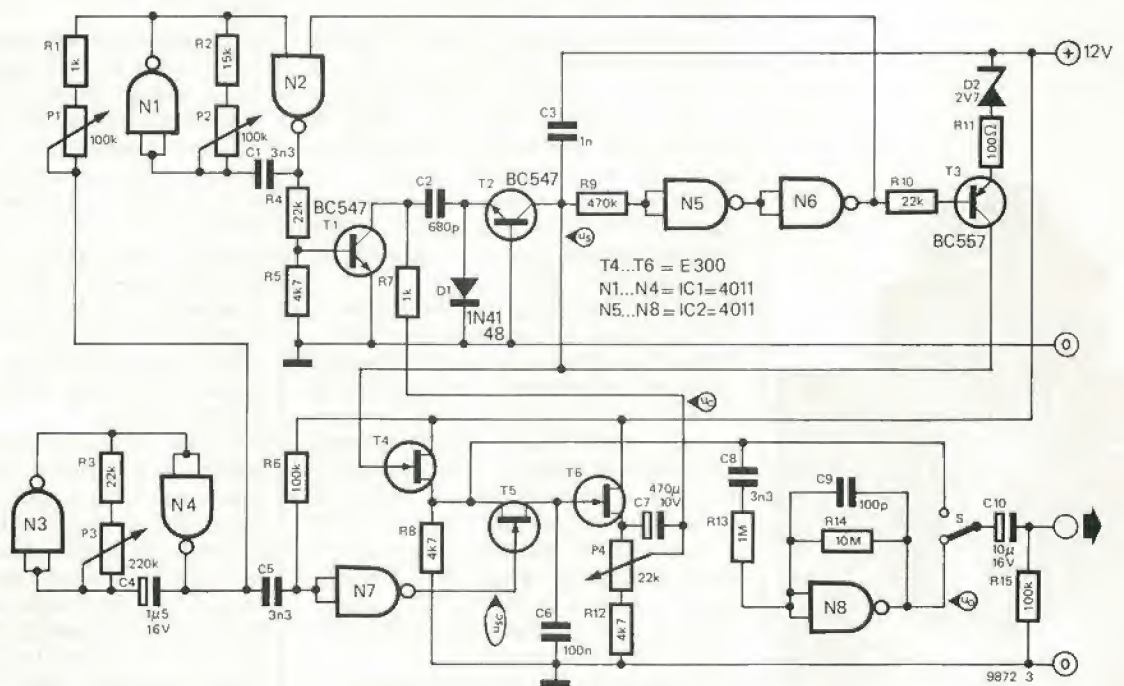 R1
1k
P1
100k
N1
R2
15k
P2
100k
C1
3n3
N2
R4
22k
R5
4k7
BC547
T1
C2
680p
R7
1k
D1
1N41
48
T2
BC547
C3
1n
R9
470k
us
N5
N6
R10
22k
T3
BC557
D2
2V7
R11
100Ω
+
12V
0
T4...T6 = E300
N1...N4 = IC1 = 4011
N5...N8 = IC2 = 4011
N3
R3
22k
P3
220k
C4
1µ5
16V
N4
C5
3n3
R6
100k
N7
usc
T4
R8
4k7
T5
C6
100n
T6
C7
470µ
10V
P4
22k
R12
4k7
C8
3n3
R13
1M
C9
100p
R14
10M
N8
S
C10
10µ
16V
R15
100k
0
9872 3